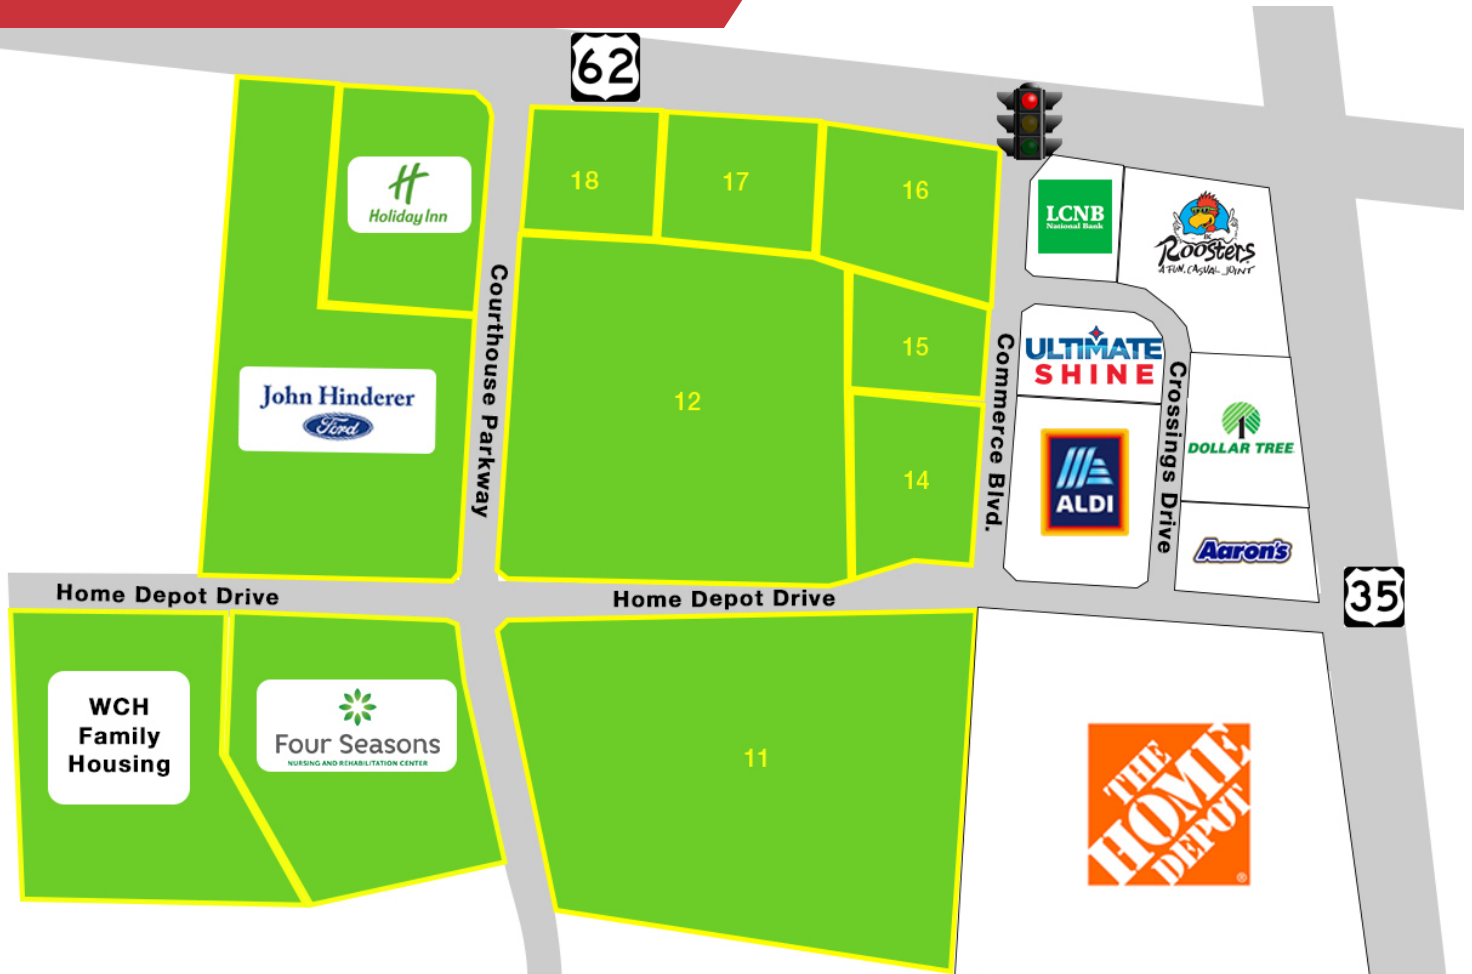 62
H
Holiday Inn
18
17
16
LCNB
National Bank
Roosters
A FUN, CASUAL JOINT
Courthouse Parkway
15
Commerce Blvd.
ULTIMATE
SHINE
Crossings Drive
John Hinderer
Ford
12
14
ALDI
DOLLAR TREE
Aaron's
Home Depot Drive
Home Depot Drive
35
WCH
Family
Housing
Four Seasons
NURSING AND REHABILITATION CENTER
11
THE
HOME
DEPOT
®